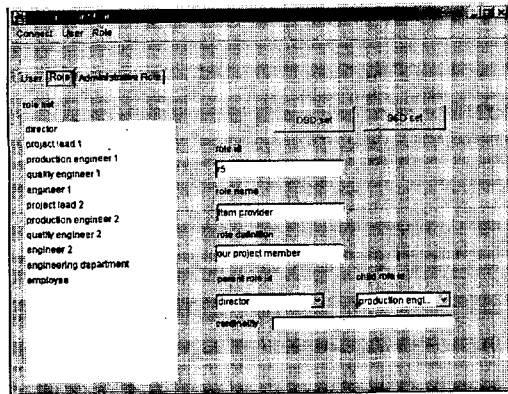 Connect User Role
User Role Administrative Role
role set
DSD set SSD set
director
project lead 1
production engineer 1
quality engineer 1
engineer 1
project lead 2
production engineer 2
quality engineer 2
engineer 2
engineering department
employee
role id
r5
role name
item provider
role definition
our project member
parent role id child role id
director production engi..
cardinality